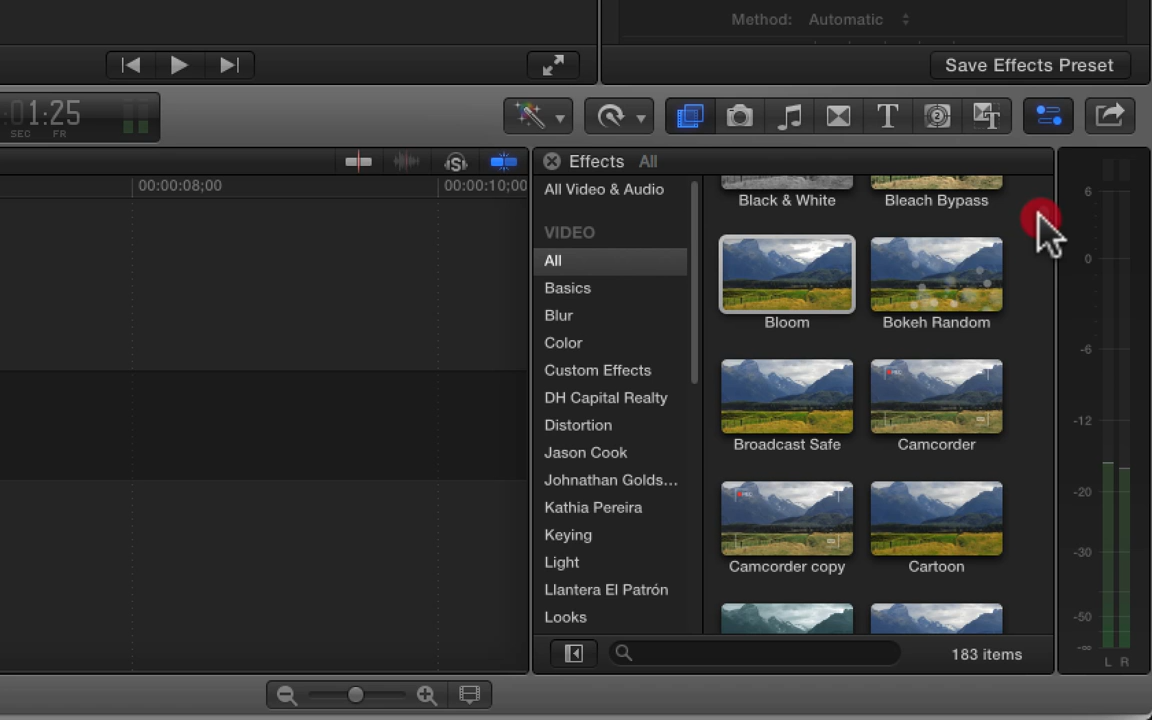 Method: Automatic
Save Effects Preset
01:25
SEC FR
T
2
T
S
Effects All
00:00:08;00
00:00:10;00
All Video & Audio
VIDEO
All
Basics
Blur
Color
Custom Effects
DH Capital Realty
Distortion
Jason Cook
Johnathan Golds...
Kathia Pereira
Keying
Light
Llantera El Patrón
Looks
Black & White
Bleach Bypass
Bloom
Bokeh Random
Broadcast Safe
Camcorder
Camcorder copy
Cartoon
183 items
6
0
-6
-12
-20
-30
-50
-∞
L R